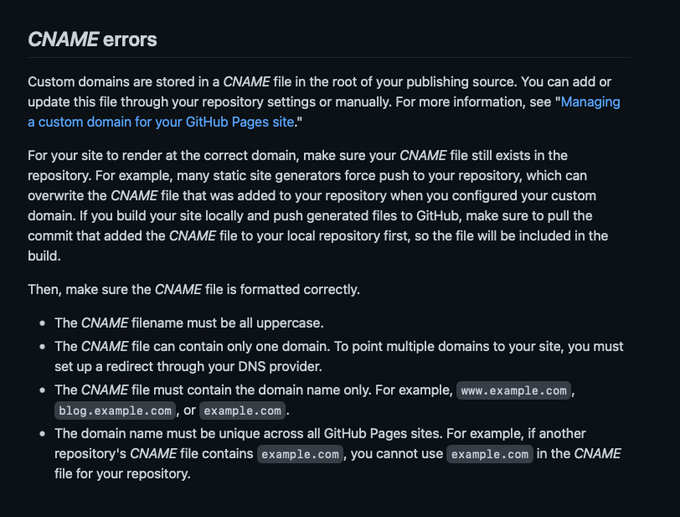 CNAME errors
Custom domains are stored in a CNAME file in the root of your publishing source. You can add or
update this file through your repository settings or manually. For more information, see "Managing
a custom domain for your GitHub Pages site."
For your site to render at the correct domain, make sure your CNAME file still exists in the
repository. For example, many static site generators force push to your repository, which can
overwrite the CNAME file that was added to your repository when you configured your custom
domain. If you build your site locally and push generated files to GitHub, make sure to pull the
commit that added the CNAME file to your local repository first, so the file will be included in the
build.
Then, make sure the CNAME file is formatted correctly.
• The CNAME filename must be all uppercase.
• The CNAME file can contain only one domain. To point multiple domains to your site, you must
set up a redirect through your DNS provider.
• The CNAME file must contain the domain name only. For example, www.example.com,
blog.example.com, or example.com.
• The domain name must be unique across all GitHub Pages sites. For example, if another
repository's CNAME file contains example.com, you cannot use example.com in the CNAME
file for your repository.